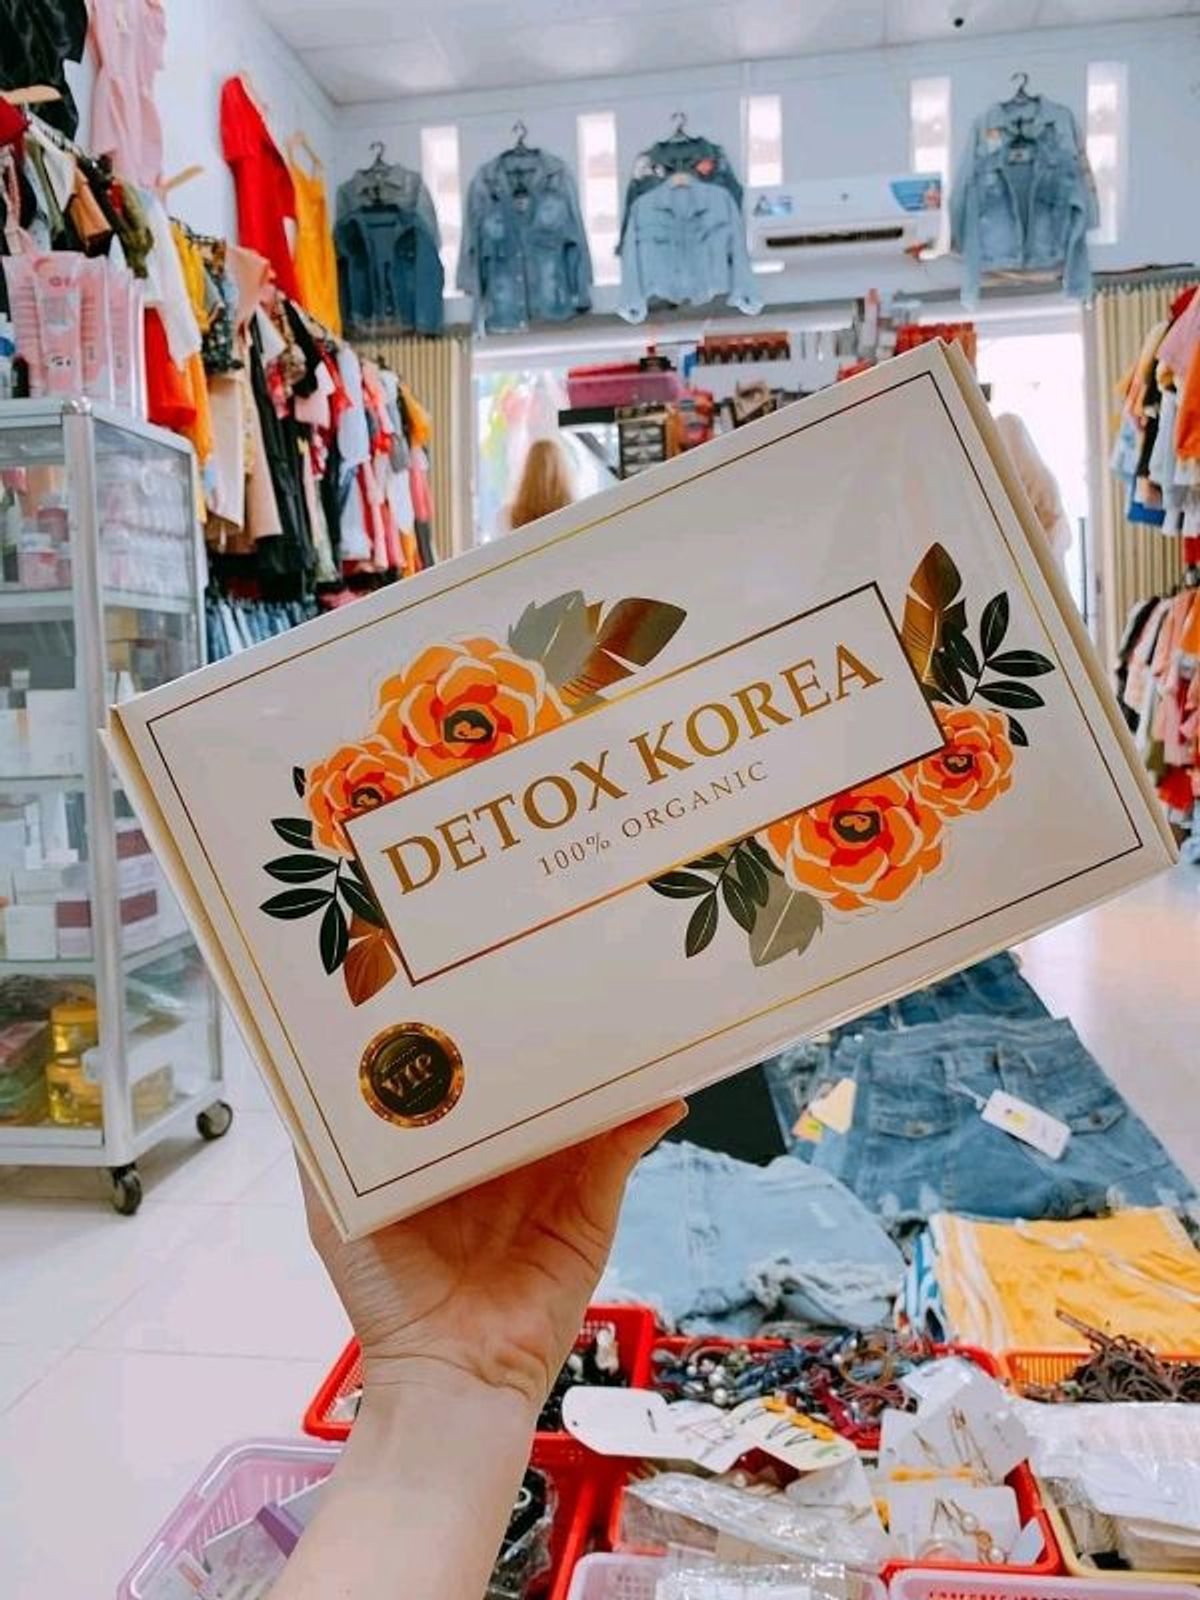 DETOX KOREA
100% ORGANIC
VIP